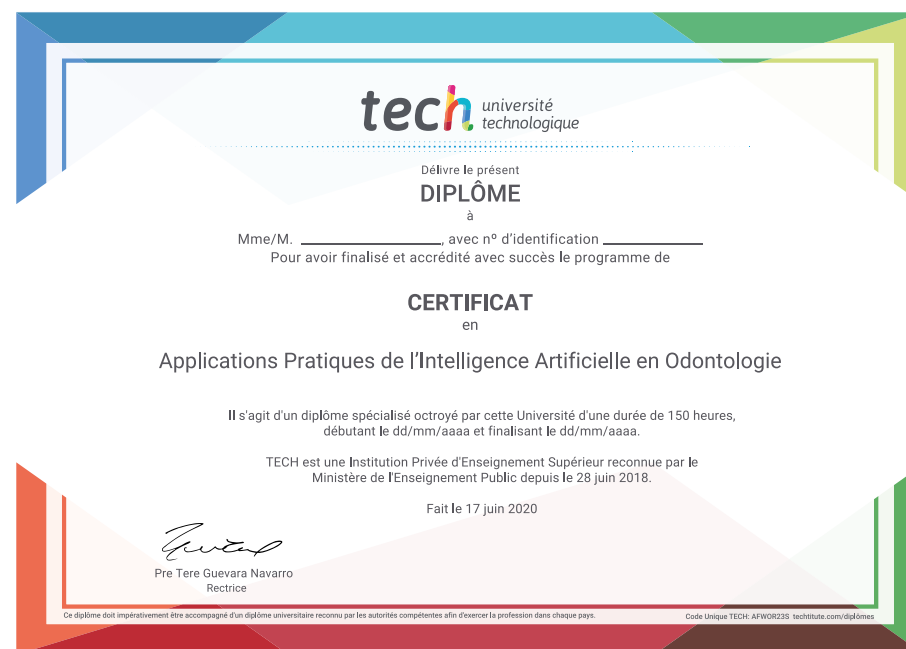 tech université
technologique
Délivre le présent
DIPLÔME
à
Mme/M. ____________________, avec nº d'identification ______________
Pour avoir finalisé et accrédité avec succès le programme de
CERTIFICAT
en
Applications Pratiques de l'Intelligence Artificielle en Odontologie
Il s'agit d'un diplôme spécialisé octroyé par cette Université d'une durée de 150 heures,
débutant le dd/mm/aaaa et finalisant le dd/mm/aaaa.
TECH est une Institution Privée d'Enseignement Supérieur reconnue par le
Ministère de l'Enseignement Public depuis le 28 juin 2018.
Fait le 17 juin 2020
Pre Tere Guevara Navarro
Rectrice
Ce diplôme doit impérativement être accompagné d'un diplôme universitaire reconnu par les autorités compétentes afin d'exercer la profession dans chaque pays.
Code Unique TECH: AFWOR23S techtitute.com/diplômes